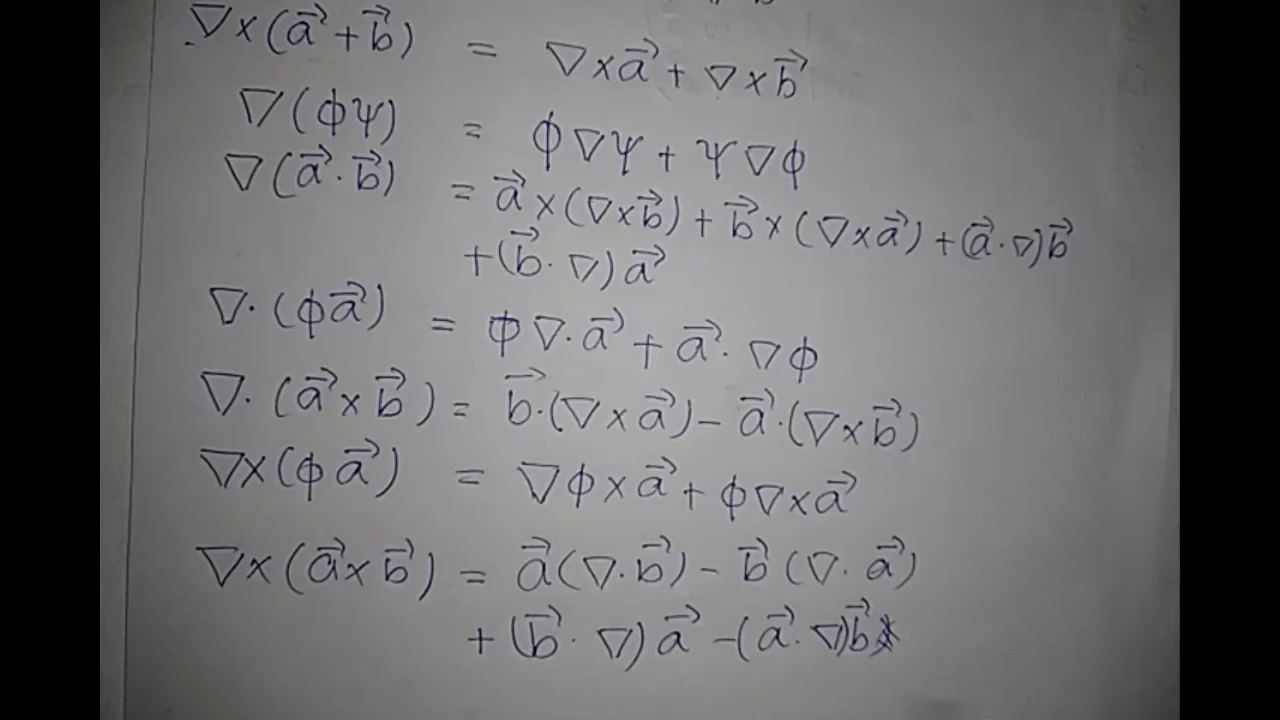 ∇×(a⃗+b⃗) = ∇×a⃗+∇×b⃗
∇(ϕψ) = ϕ∇ψ+ψ∇ϕ
∇(a⃗·b⃗) = a⃗×(∇×b⃗)+b⃗×(∇×a⃗)+(a⃗·∇)b⃗
+(b⃗·∇)a⃗
∇·(ϕa⃗) = ϕ∇·a⃗+a⃗·∇ϕ
∇·(a⃗×b⃗) = b⃗·(∇×a⃗)-a⃗·(∇×b⃗)
∇×(ϕa⃗) = ∇ϕ×a⃗+ϕ∇×a⃗
∇×(a⃗×b⃗) = a⃗(∇·b⃗)-b⃗(∇·a⃗)
+(b⃗·∇)a⃗-(a⃗·∇)b⃗